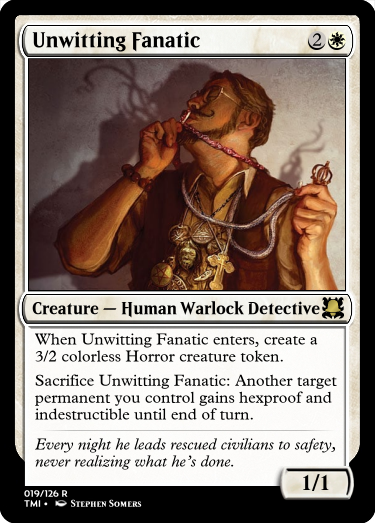 Unwitting Fanatic 2
Creature — Human Warlock Detective
When Unwitting Fanatic enters, create a
3/2 colorless Horror creature token.
Sacrifice Unwitting Fanatic: Another target
permanent you control gains hexproof and
indestructible until end of turn.
Every night he leads rescued civilians to safety,
never realizing what he's done.
1/1
019/126 R
TMI • Stephen Somers